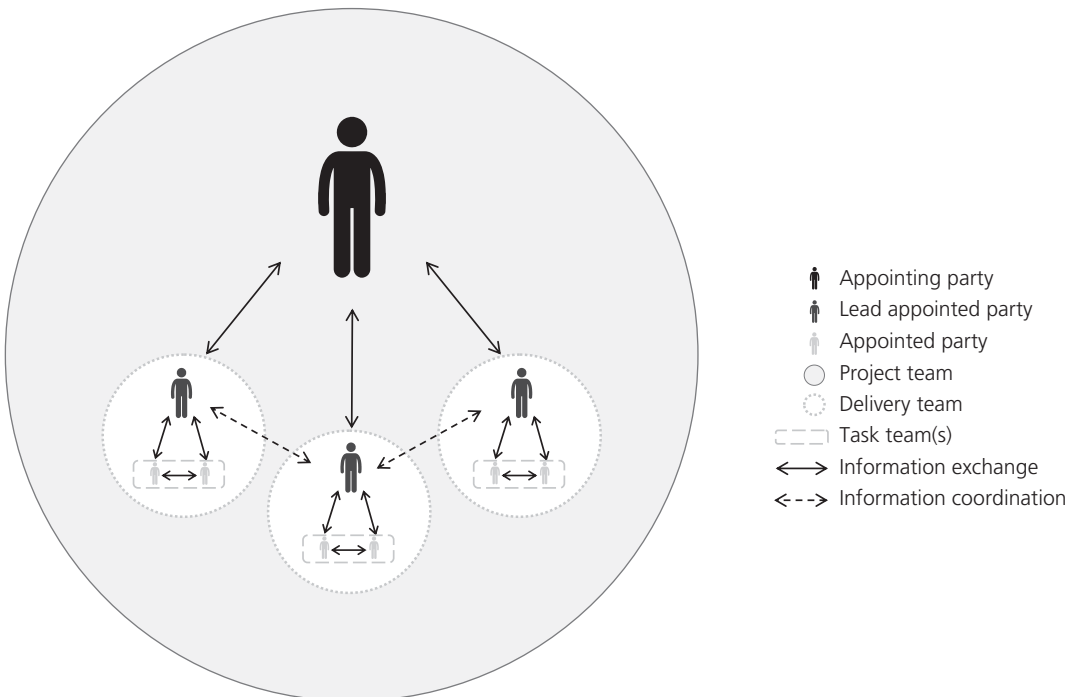 Appointing party
Lead appointed party
Appointed party
Project team
Delivery team
Task team(s)
Information exchange
Information coordination